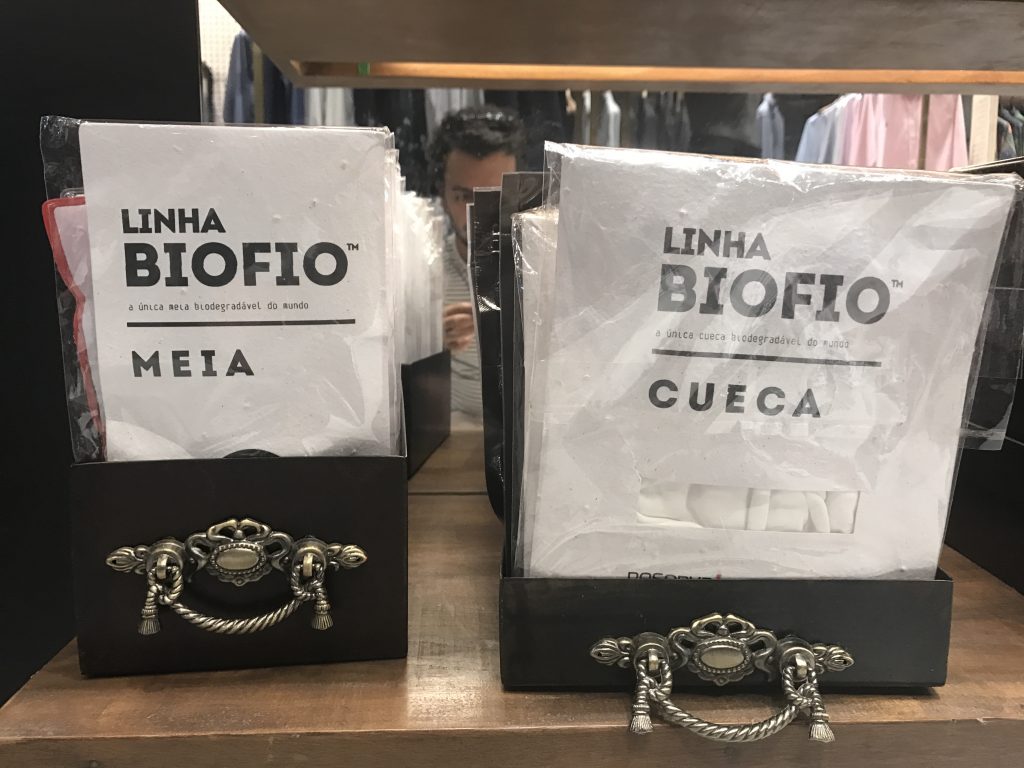 LINHA
BIOFIO™
a única meia biodegradável do mundo
MEIA
LINHA
BIOFIO™
a única cueca biodegradável do mundo
CUECA